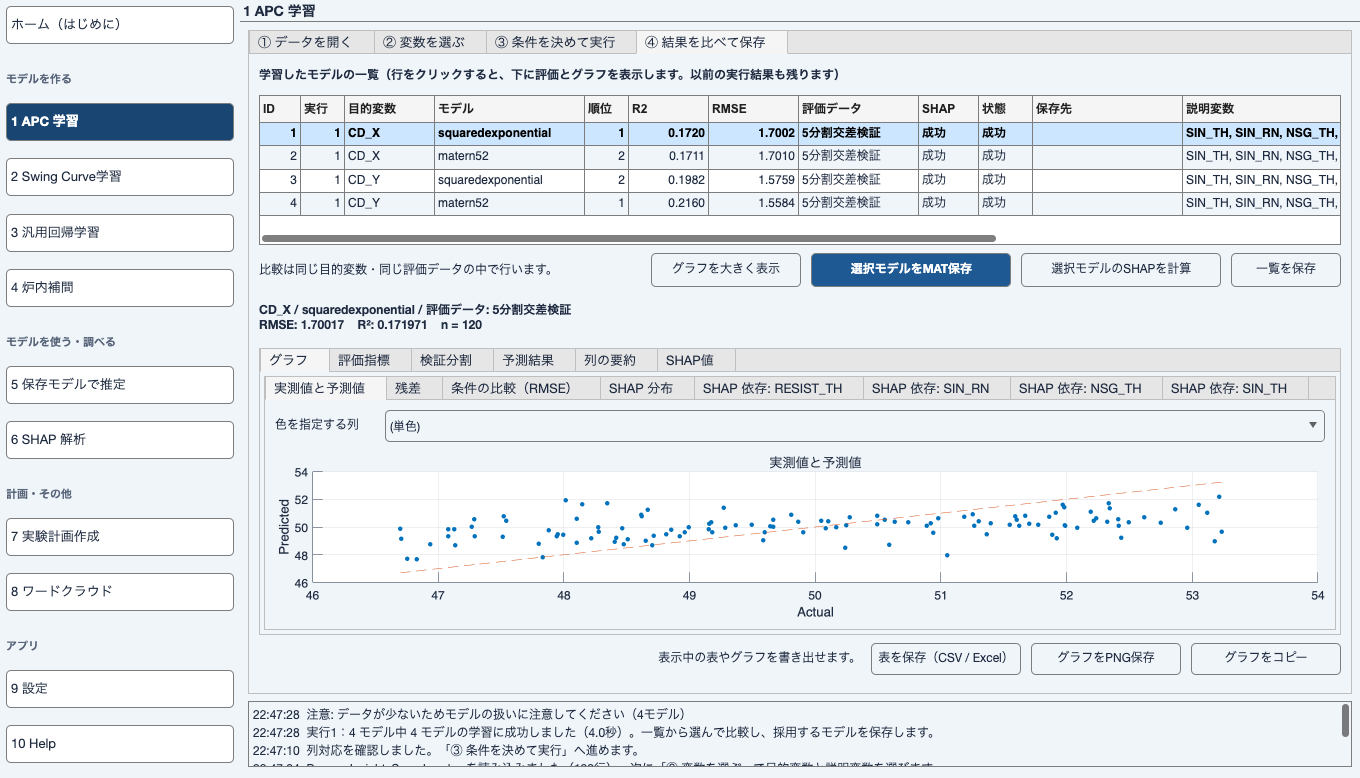 ホーム（はじめに）
モデルを作る
1 APC 学習
2 Swing Curve学習
3 汎用回帰学習
4 炉内補間
モデルを使う・調べる
5 保存モデルで推定
6 SHAP 解析
計画・その他
7 実験計画作成
8 ワードクラウド
アプリ
9 設定
10 Help
1 APC 学習
① データを開く ② 変数を選ぶ ③ 条件を決めて実行 ④ 結果を比べて保存
学習したモデルの一覧（行をクリックすると、下に評価とグラフを表示します。以前の実行結果も残ります）
ID 実行 目的変数 モデル 順位 R2 RMSE 評価データ SHAP 状態 保存先 説明変数
1 1 CD_X squaredexponential 1 0.1720 1.7002 5分割交差検証 成功 成功 SIN_TH, SIN_RN, NSG_TH,
2 1 CD_X matern52 2 0.1711 1.7010 5分割交差検証 成功 成功 SIN_TH, SIN_RN, NSG_TH,
3 1 CD_Y squaredexponential 2 0.1982 1.5759 5分割交差検証 成功 成功 SIN_TH, SIN_RN, NSG_TH,
4 1 CD_Y matern52 1 0.2160 1.5584 5分割交差検証 成功 成功 SIN_TH, SIN_RN, NSG_TH,
比較は同じ目的変数・同じ評価データの中で行います。 グラフを大きく表示 選択モデルをMAT保存 選択モデルのSHAPを計算 一覧を保存
CD_X / squaredexponential / 評価データ: 5分割交差検証
RMSE: 1.70017 R²: 0.171971 n = 120
グラフ 評価指標 検証分割 予測結果 列の要約 SHAP値
実測値と予測値 残差 条件の比較（RMSE） SHAP 分布 SHAP 依存: RESIST_TH SHAP 依存: SIN_RN SHAP 依存: NSG_TH SHAP 依存: SIN_TH
色を指定する列 (単色)
実測値と予測値
54
52
50
48
46
Predicted
46 47 48 49 50 51 52 53 54
Actual
表示中の表やグラフを書き出せます。 表を保存（CSV / Excel） グラフをPNG保存 グラフをコピー
22:47:28 注意: データが少ないためモデルの扱いに注意してください（4モデル）
22:47:28 実行1：4 モデル中 4 モデルの学習に成功しました（4.0秒）。一覧から選んで比較し、採用するモデルを保存します。
22:47:10 列対応を確認しました。「③ 条件を決めて実行」へ進めます。